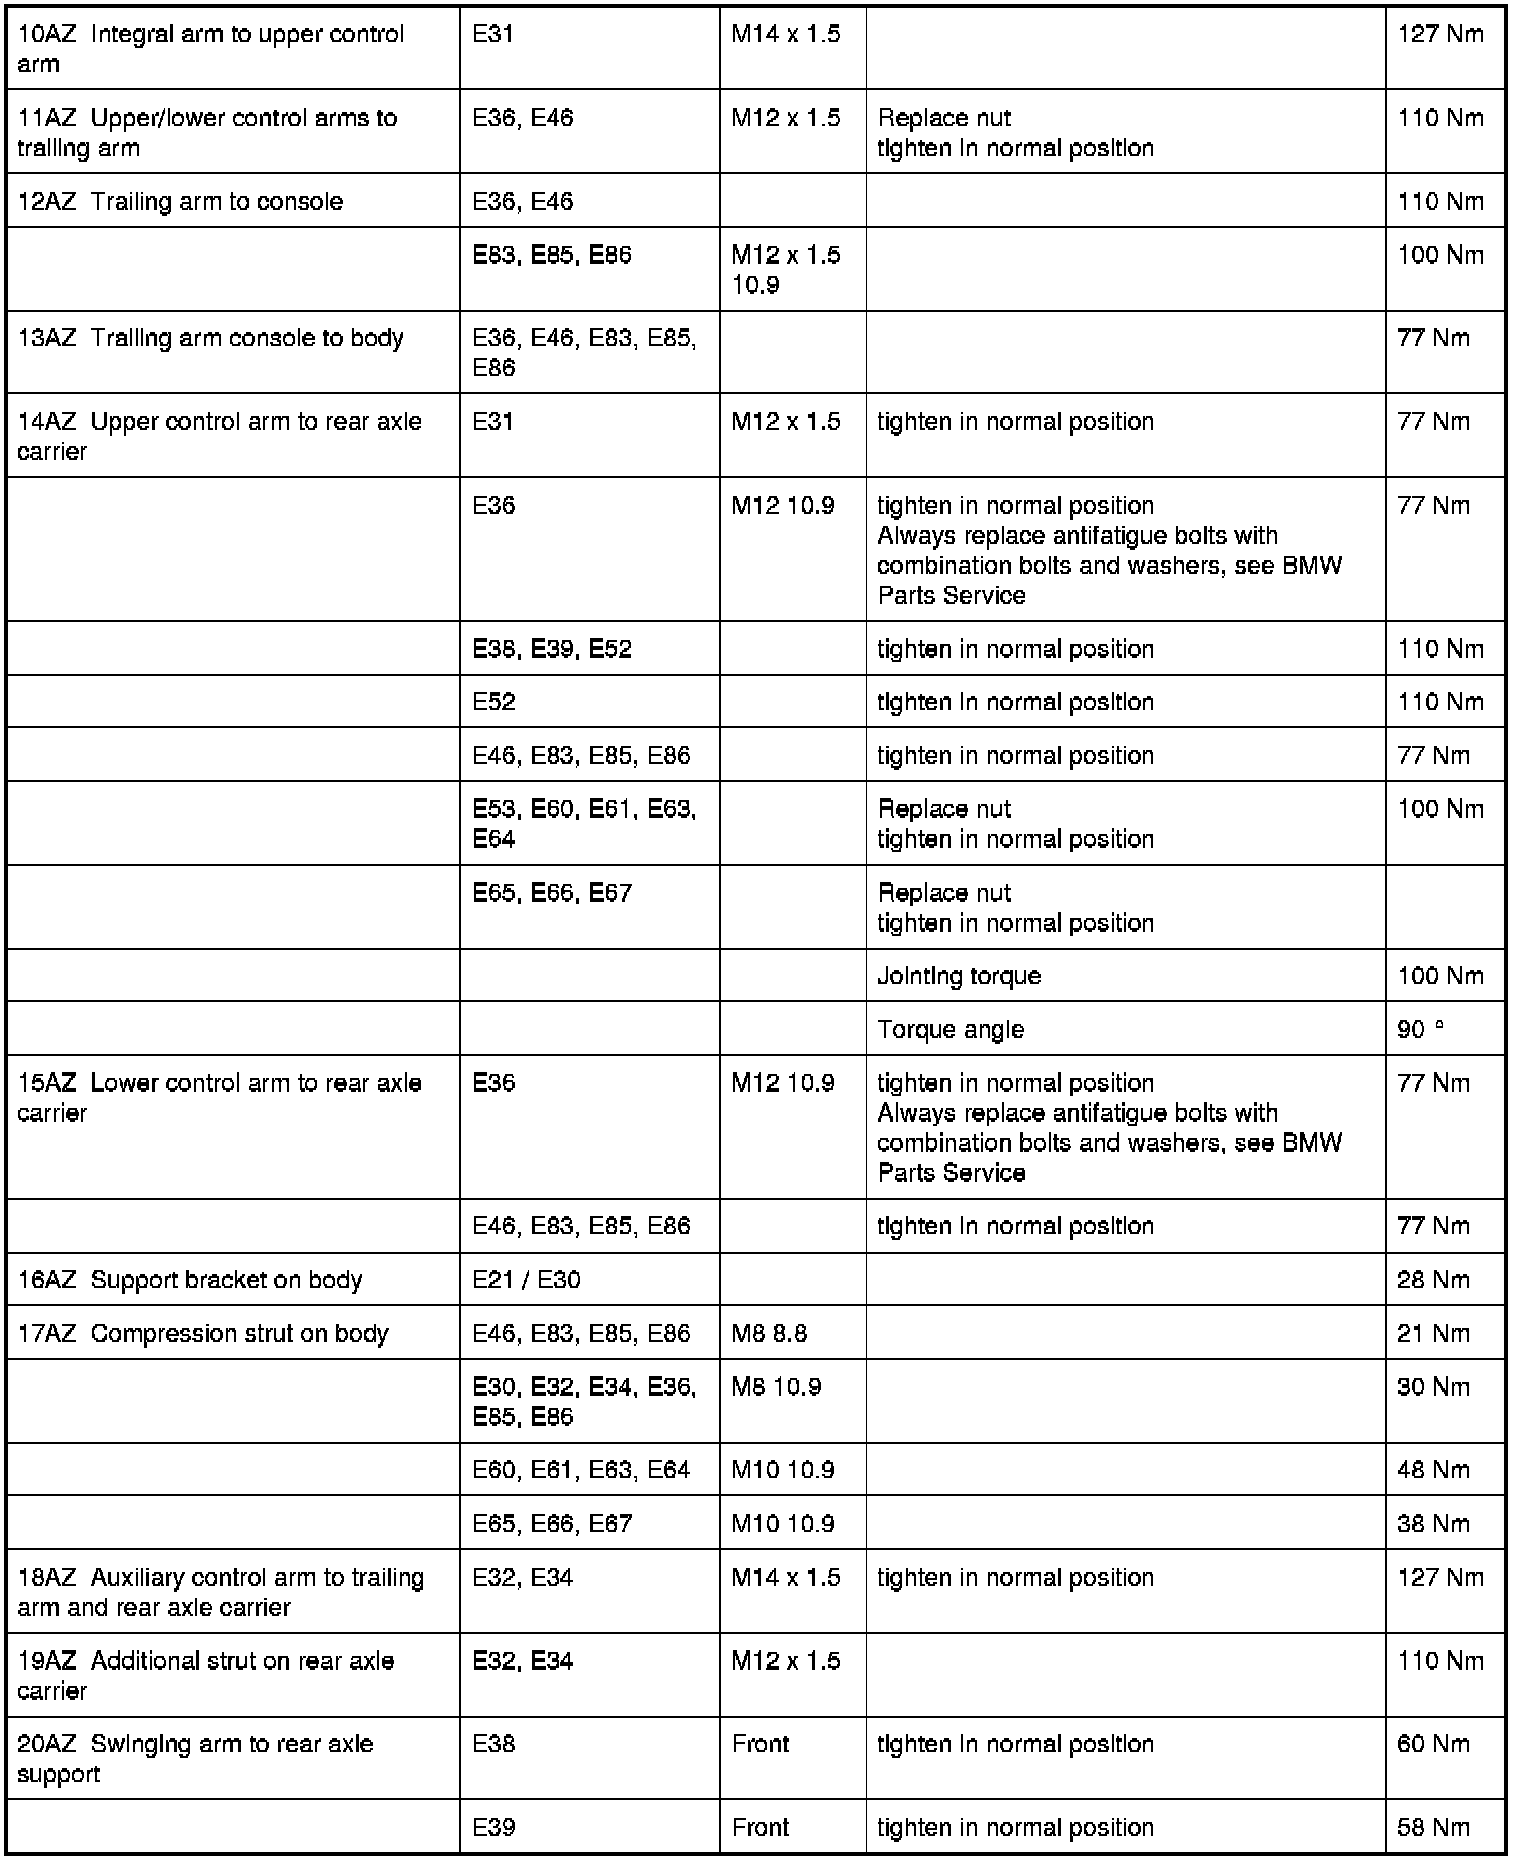 10AZ  Integral arm to upper control E31 M14 x 1.5 127 Nm
arm
11AZ  Upper/lower control arms to E36, E46 M12 x 1.5 Replace nut 110 Nm
trailing arm tighten in normal position
12AZ  Trailing arm to console E36, E46 110 Nm
E83, E85, E86 M12 x 1.5 100 Nm
10.9
13AZ  Trailing arm console to body E36, E46, E83, E85, 77 Nm
E86
14AZ  Upper control arm to rear axle E31 M12 x 1.5 tighten in normal position 77 Nm
carrier
E36 M12 10.9 tighten in normal position 77 Nm
Always replace antifatigue bolts with
combination bolts and washers, see BMW
Parts Service
E38, E39, E52 tighten in normal position 110 Nm
E52 tighten in normal position 110 Nm
E46, E83, E85, E86 tighten in normal position 77 Nm
E53, E60, E61, E63, Replace nut 100 Nm
E64 tighten in normal position
E65, E66, E67 Replace nut
tighten in normal position
Jointing torque 100 Nm
Torque angle 90 °
15AZ  Lower control arm to rear axle E36 M12 10.9 tighten in normal position 77 Nm
carrier Always replace antifatigue bolts with
combination bolts and washers, see BMW
Parts Service
E46, E83, E85, E86 tighten in normal position 77 Nm
16AZ  Support bracket on body E21 / E30 28 Nm
17AZ  Compression strut on body E46, E83, E85, E86 M8 8.8 21 Nm
E30, E32, E34, E36, M8 10.9 30 Nm
E85, E86
E60, E61, E63, E64 M10 10.9 48 Nm
E65, E66, E67 M10 10.9 38 Nm
18AZ  Auxiliary control arm to trailing E32, E34 M14 x 1.5 tighten in normal position 127 Nm
arm and rear axle carrier
19AZ  Additional strut on rear axle E32, E34 M12 x 1.5 110 Nm
carrier
20AZ  Swinging arm to rear axle E38 Front tighten in normal position 60 Nm
support
E39 Front tighten in normal position 58 Nm